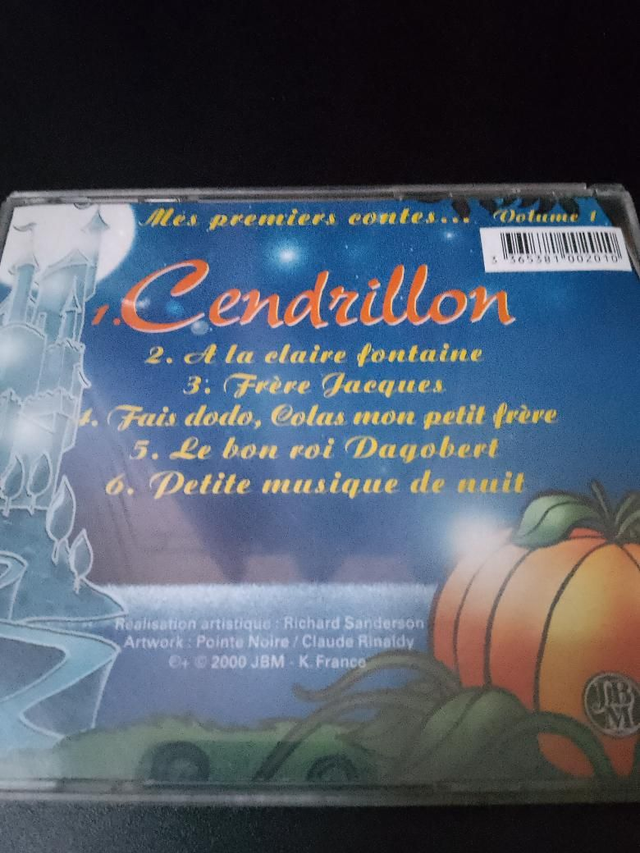 Mes premiers contes... Volume 1
3 365381 002010
1. Cendrillon
2. A la claire fontaine
3. Frère Jacques
4. Fais dodo, Colas mon petit frère
5. Le bon roi Dagobert
6. Petite musique de nuit
Réalisation artistique : Richard Sanderson
Artwork : Pointe Noire / Claude Rinaldy
℗+ © 2000 JBM - K. France
JBM